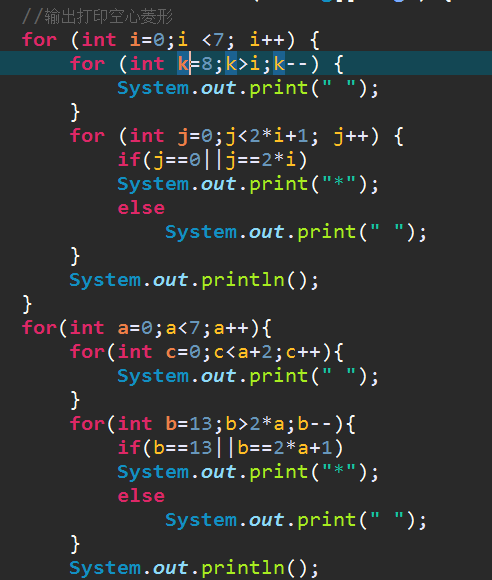 //输出打印空心菱形
for (int i=0;i <7; i++) {
for (int k=8;k>i;k--) {
System.out.print(" ");
}
for (int j=0;j<2*i+1; j++) {
if(j==0||j==2*i)
System.out.print("*");
else
System.out.print(" ");
}
System.out.println();
}
for(int a=0;a<7;a++){
for(int c=0;c<a+2;c++){
System.out.print(" ");
}
for(int b=13;b>2*a;b--){
if(b==13||b==2*a+1)
System.out.print("*");
else
System.out.print(" ");
}
System.out.println();